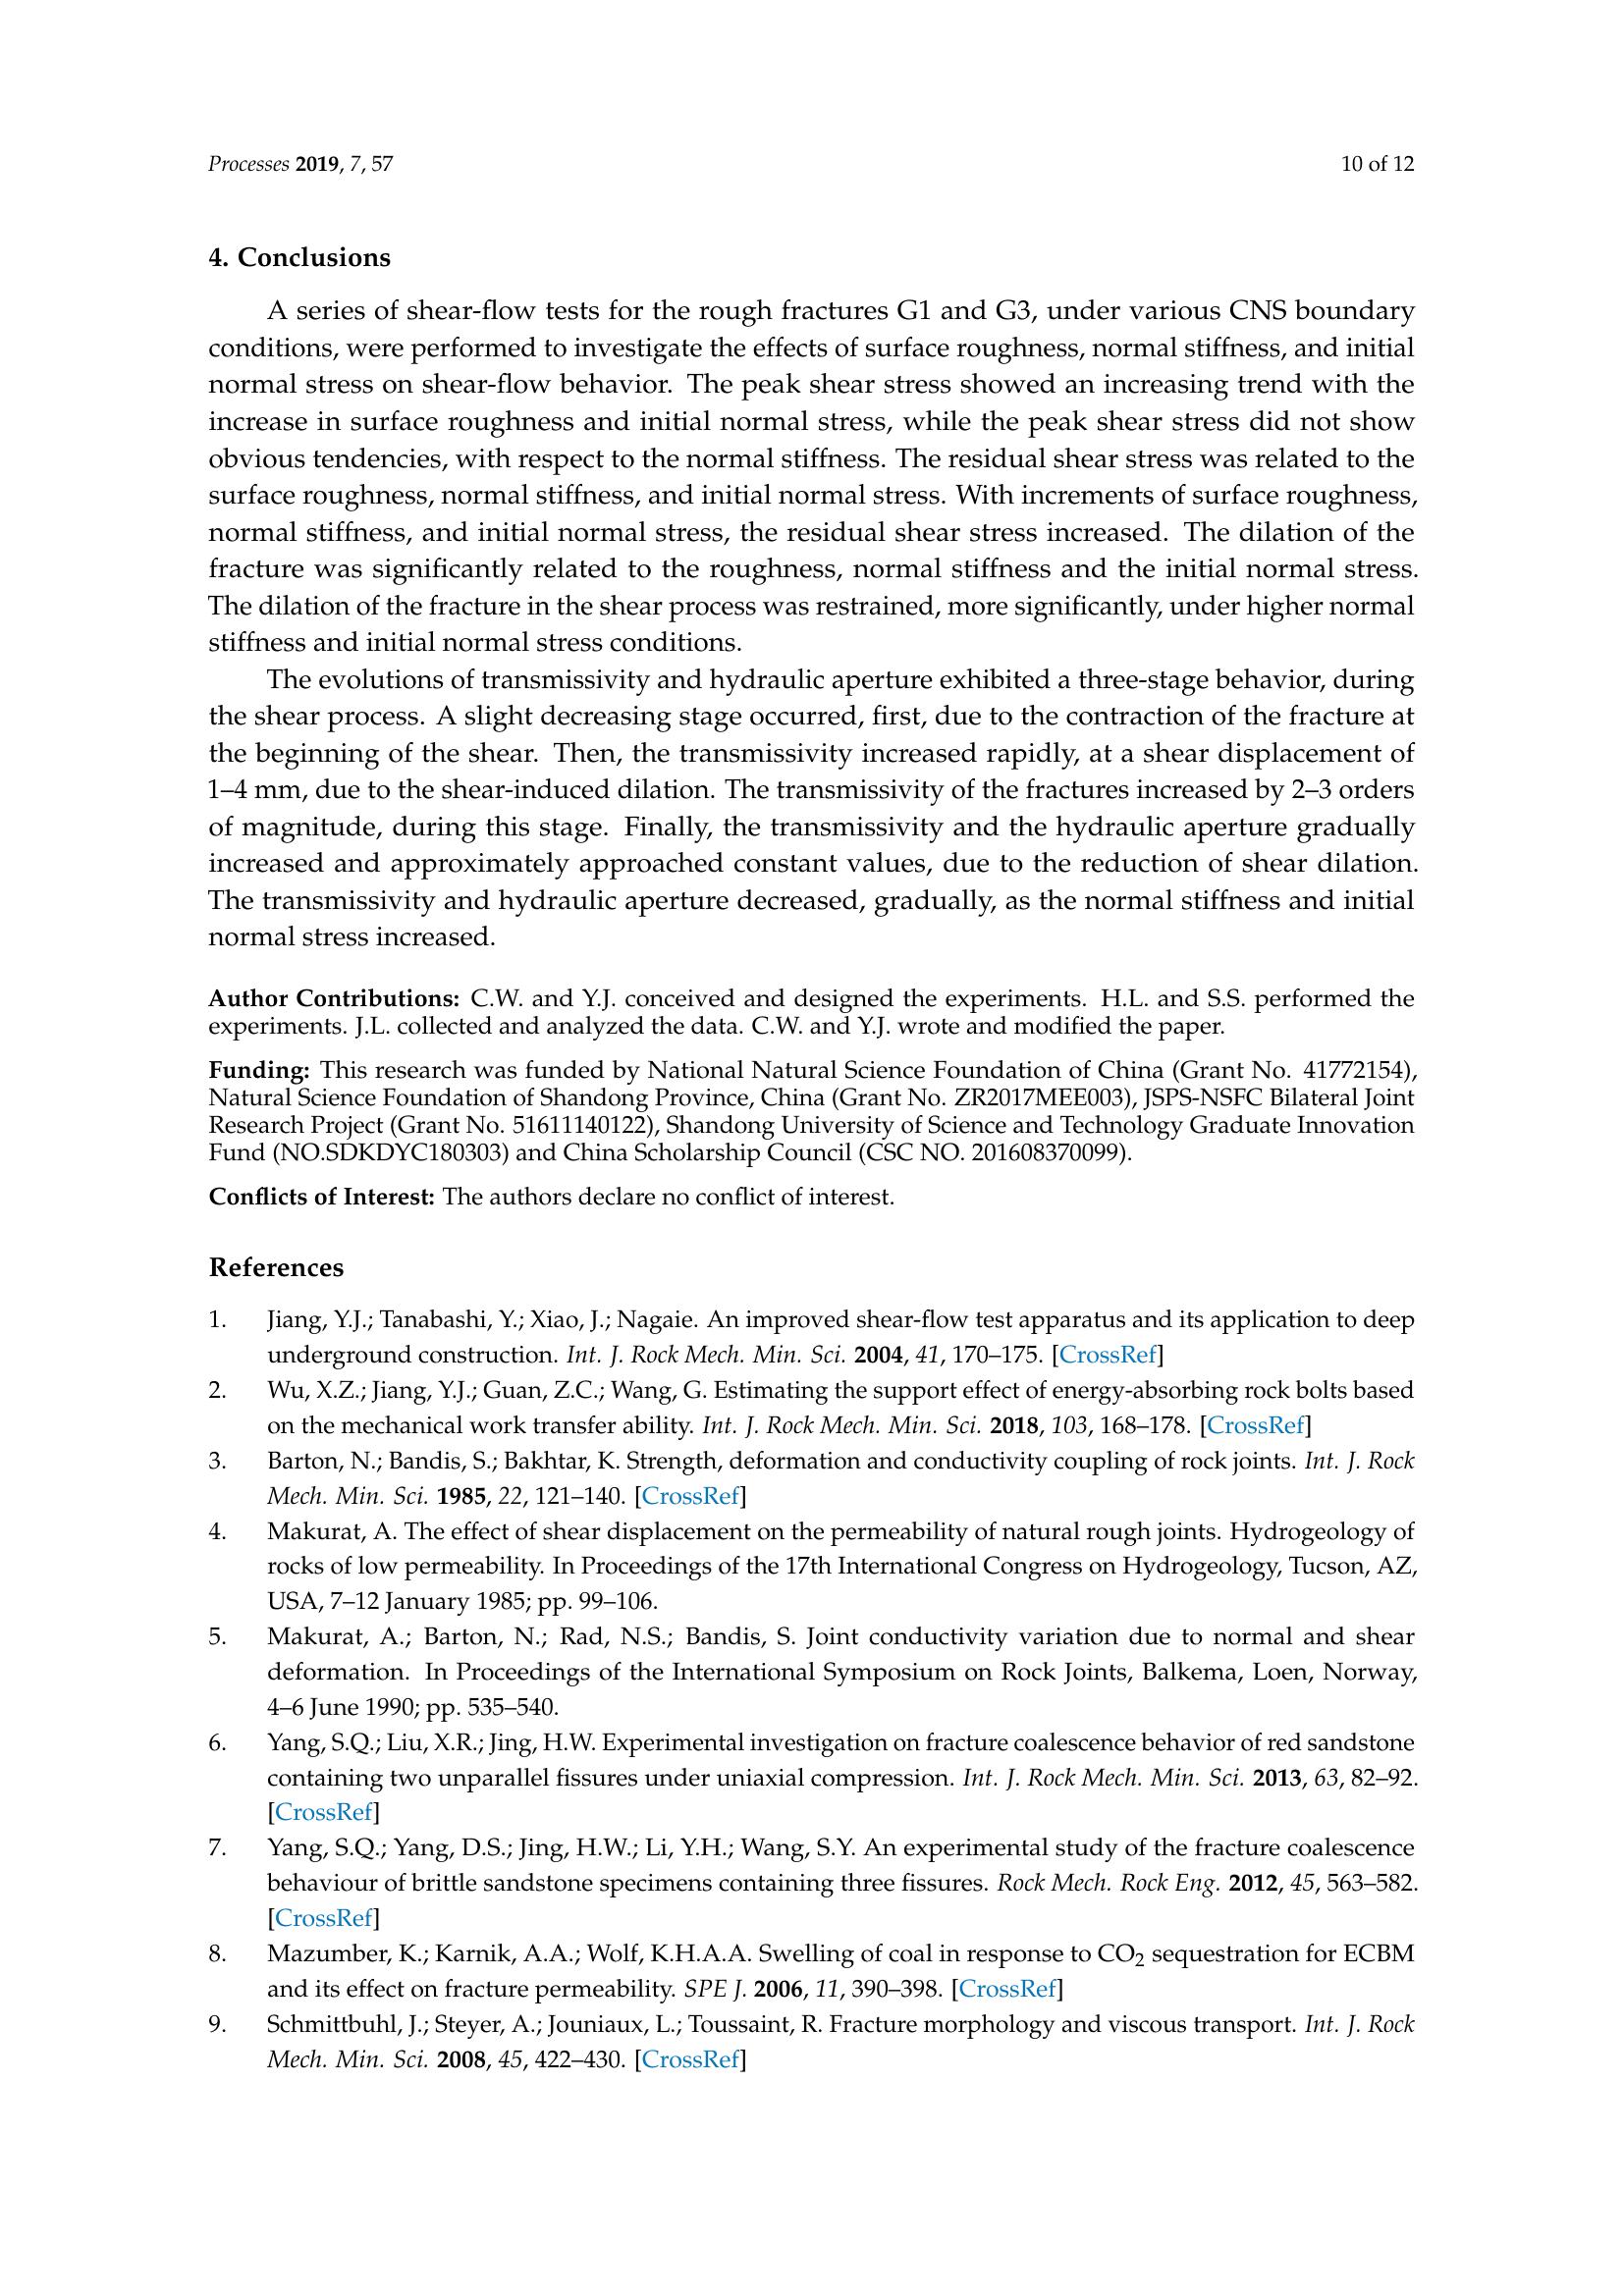 Processes 2019, 7, 57
10 of 12
4. Conclusions
A series of shear-flow tests for the rough fractures G1 and G3, under various CNS boundary
conditions, were performed to investigate the effects of surface roughness, normal stiffness, and initial
normal stress on shear-flow behavior. The peak shear stress showed an increasing trend with the
increase in surface roughness and initial normal stress, while the peak shear stress did not show
obvious tendencies, with respect to the normal stiffness. The residual shear stress was related to the
surface roughness, normal stiffness, and initial normal stress. With increments of surface roughness,
normal stiffness, and initial normal stress, the residual shear stress increased. The dilation of the
fracture was significantly related to the roughness, normal stiffness and the initial normal stress.
The dilation of the fracture in the shear process was restrained, more significantly, under higher normal
stiffness and initial normal stress conditions.
The evolutions of transmissivity and hydraulic aperture exhibited a three-stage behavior, during
the shear process. A slight decreasing stage occurred, first, due to the contraction of the fracture at
the beginning of the shear. Then, the transmissivity increased rapidly, at a shear displacement of
1–4 mm, due to the shear-induced dilation. The transmissivity of the fractures increased by 2–3 orders
of magnitude, during this stage. Finally, the transmissivity and the hydraulic aperture gradually
increased and approximately approached constant values, due to the reduction of shear dilation.
The transmissivity and hydraulic aperture decreased, gradually, as the normal stiffness and initial
normal stress increased.
Author Contributions: C.W. and Y.J. conceived and designed the experiments. H.L. and S.S. performed the
experiments. J.L. collected and analyzed the data. C.W. and Y.J. wrote and modified the paper.
Funding: This research was funded by National Natural Science Foundation of China (Grant No. 41772154),
Natural Science Foundation of Shandong Province, China (Grant No. ZR2017MEE003), JSPS-NSFC Bilateral Joint
Research Project (Grant No. 51611140122), Shandong University of Science and Technology Graduate Innovation
Fund (NO.SDKDYC180303) and China Scholarship Council (CSC NO. 201608370099).
Conflicts of Interest: The authors declare no conflict of interest.
References
1. Jiang, Y.J.; Tanabashi, Y.; Xiao, J.; Nagaie. An improved shear-flow test apparatus and its application to deep
underground construction. Int. J. Rock Mech. Min. Sci. 2004, 41, 170–175. [CrossRef]
2. Wu, X.Z.; Jiang, Y.J.; Guan, Z.C.; Wang, G. Estimating the support effect of energy-absorbing rock bolts based
on the mechanical work transfer ability. Int. J. Rock Mech. Min. Sci. 2018, 103, 168–178. [CrossRef]
3. Barton, N.; Bandis, S.; Bakhtar, K. Strength, deformation and conductivity coupling of rock joints. Int. J. Rock
Mech. Min. Sci. 1985, 22, 121–140. [CrossRef]
4. Makurat, A. The effect of shear displacement on the permeability of natural rough joints. Hydrogeology of
rocks of low permeability. In Proceedings of the 17th International Congress on Hydrogeology, Tucson, AZ,
USA, 7–12 January 1985; pp. 99–106.
5. Makurat, A.; Barton, N.; Rad, N.S.; Bandis, S. Joint conductivity variation due to normal and shear
deformation. In Proceedings of the International Symposium on Rock Joints, Balkema, Loen, Norway,
4–6 June 1990; pp. 535–540.
6. Yang, S.Q.; Liu, X.R.; Jing, H.W. Experimental investigation on fracture coalescence behavior of red sandstone
containing two unparallel fissures under uniaxial compression. Int. J. Rock Mech. Min. Sci. 2013, 63, 82–92.
[CrossRef]
7. Yang, S.Q.; Yang, D.S.; Jing, H.W.; Li, Y.H.; Wang, S.Y. An experimental study of the fracture coalescence
behaviour of brittle sandstone specimens containing three fissures. Rock Mech. Rock Eng. 2012, 45, 563–582.
[CrossRef]
8. Mazumber, K.; Karnik, A.A.; Wolf, K.H.A.A. Swelling of coal in response to CO2 sequestration for ECBM
and its effect on fracture permeability. SPE J. 2006, 11, 390–398. [CrossRef]
9. Schmittbuhl, J.; Steyer, A.; Jouniaux, L.; Toussaint, R. Fracture morphology and viscous transport. Int. J. Rock
Mech. Min. Sci. 2008, 45, 422–430. [CrossRef]